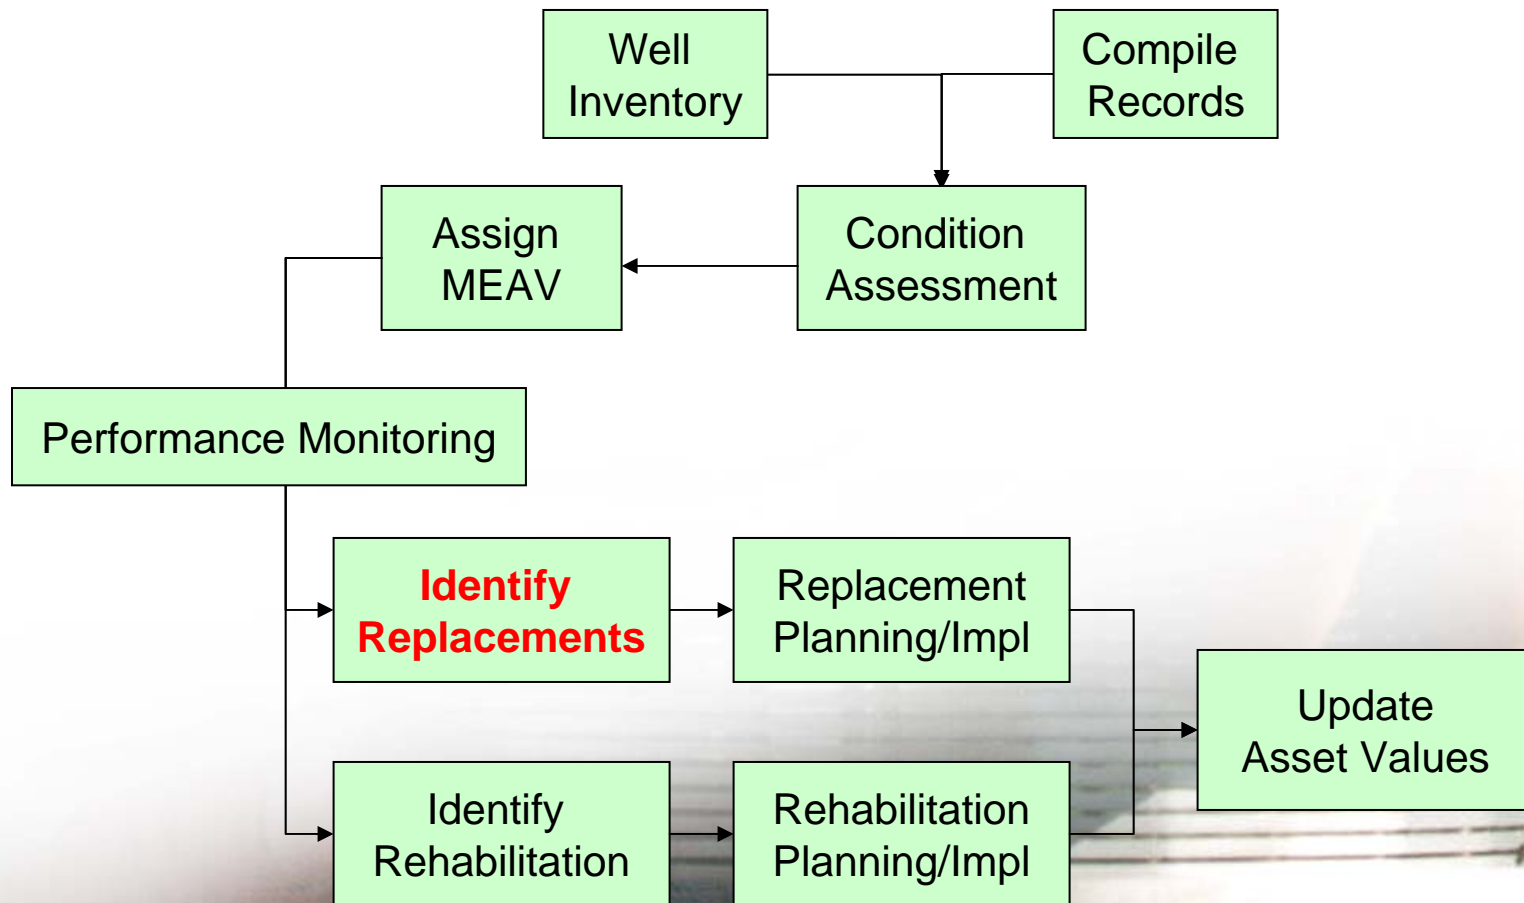 Well
Inventory
Compile
Records
Assign
MEAV
Condition
Assessment
Performance Monitoring
Identify
Replacements
Replacement
Planning/Impl
Update
Asset Values
Identify
Rehabilitation
Rehabilitation
Planning/Impl